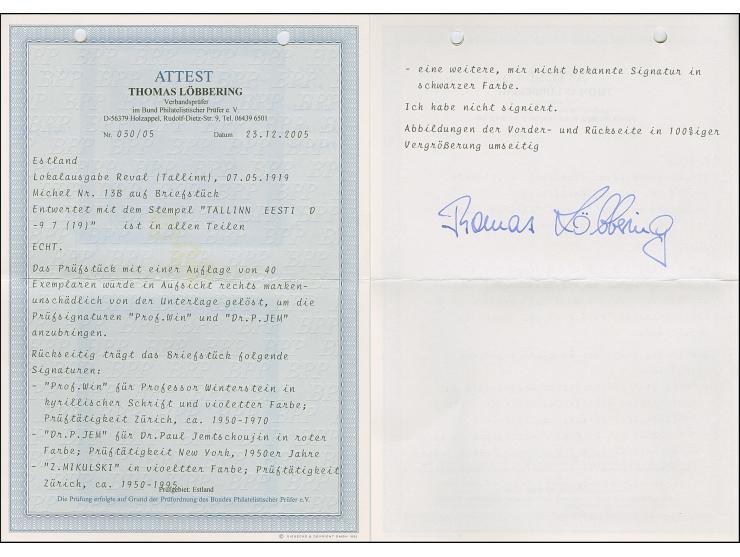 ATTEST
THOMAS LÖBBERING
Verbandsprüfer
im Bund Philatelistischer Prüfer e. V.
D-56379 Holzappel, Rudolf-Dietz-Str. 9, Tel. 06439 6501
Nr. 030/05 Datum 23.12.2005
Estland
Lokalausgabe Reval (Tallinn), 07.05.1919
Michel Nr. 13B auf Briefstück
Entwertet mit dem Stempel "TALLINN EESTI D
-9 7 (19)" ist in allen Teilen
ECHT.
Das Prüfstück mit einer Auflage von 40
Exemplaren wurde in Aufsicht rechts marken-
unschädlich von der Unterlage gelöst, um die
Prüfsignaturen "Prof.Win" und "Dr.P.JEM"
anzubringen.
Rückseitig trägt das Briefstück folgende
Signaturen:
- "Prof.Win" für Professor Winterstein in
kyrillischer Schrift und violetter Farbe;
Prüftätigkeit Zürich, ca. 1950-1970
- "Dr.P.JEM" für Dr.Paul Jemtschoujin in roter
Farbe; Prüftätigkeit New York, 1950er Jahre
- "Z.MIKULSKI" in vioeltter Farbe; Prüftätigkeit
Zürich, ca. 1950-1995
Prüfgebiet: Estland
Die Prüfung erfolgte auf Grund der Prüfordnung des Bundes Philatelistischer Prüfer e.V.
- eine weitere, mir nicht bekannte Signatur in
schwarzer Farbe.
Ich habe nicht signiert.
Abbildungen der Vorder- und Rückseite in 100%iger
Vergrößerung umseitig
Thomas Löbbering